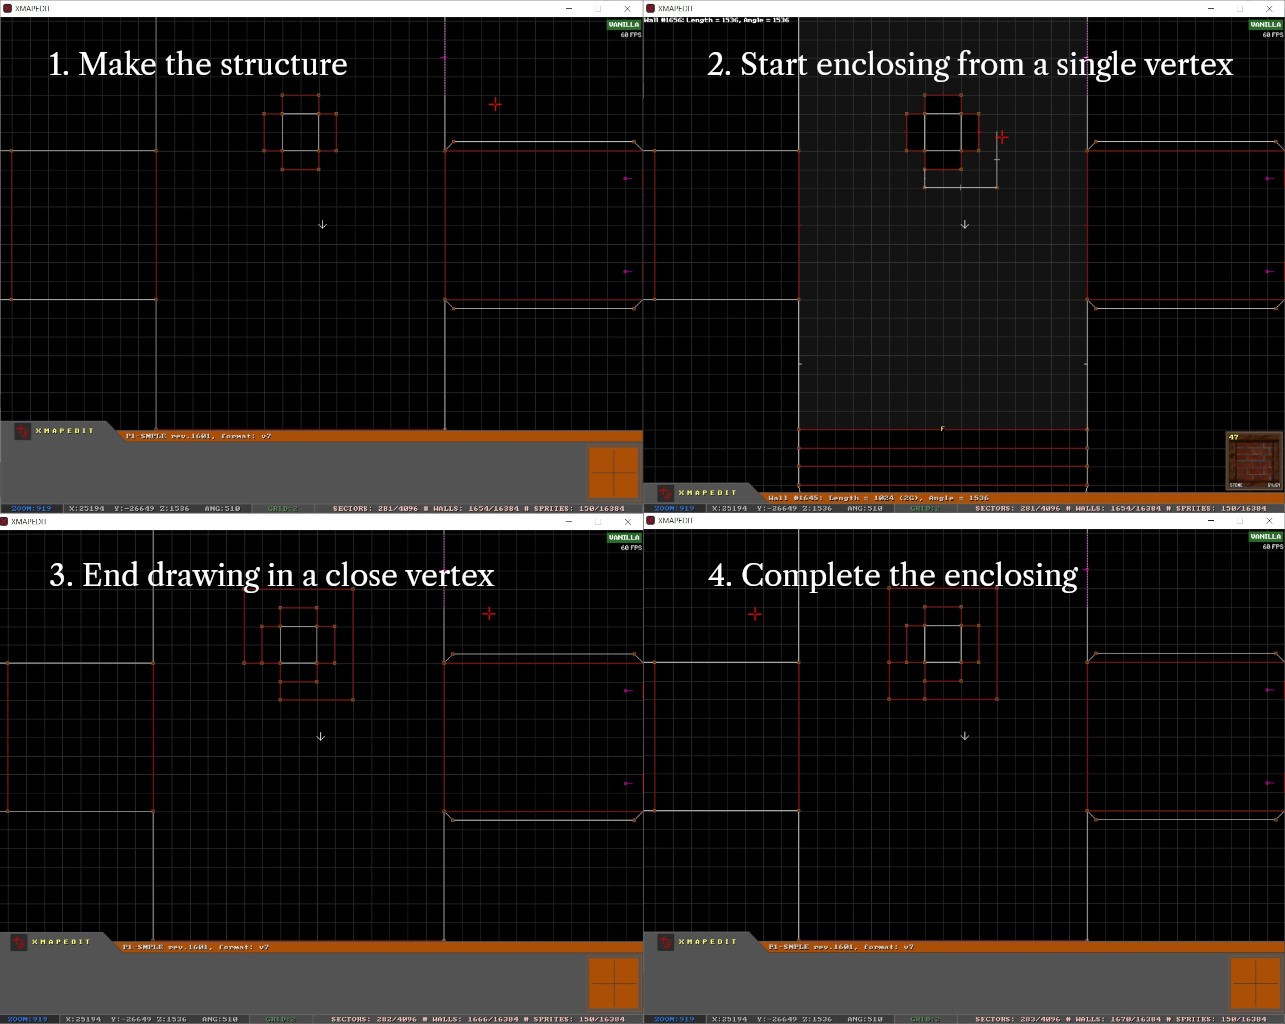 XMAPEDIT
VANILLA
60 FPS
1. Make the structure
XMAPEDIT
P1-SMPLE rev.1601, format: v7
ZOOM:919 X:25194 Y:-26649 Z:1536 ANG:510 GRID:2 SECTORS: 281/4096 # WALLS: 1654/16384 # SPRITES: 150/16384
XMAPEDIT
Wall #1656: Length = 1536, Angle = 1536
VANILLA
60 FPS
2. Start enclosing from a single vertex
F
47
XMAPEDIT
Wall #1645: Length = 1024 (2G), Angle = 1536
ZOOM:919 X:25194 Y:-26649 Z:1536 ANG:510 GRID:2 SECTORS: 281/4096 # WALLS: 1654/16384 # SPRITES: 150/16384
XMAPEDIT
VANILLA
60 FPS
3. End drawing in a close vertex
XMAPEDIT
P1-SMPLE rev.1601, format: v7
ZOOM:919 X:25194 Y:-26649 Z:1536 ANG:510 GRID:2 SECTORS: 282/4096 # WALLS: 1666/16384 # SPRITES: 150/16384
XMAPEDIT
VANILLA
60 FPS
4. Complete the enclosing
XMAPEDIT
P1-SMPLE rev.1601, format: v7
ZOOM:919 X:25194 Y:-26649 Z:1536 ANG:510 GRID:2 SECTORS: 283/4096 # WALLS: 1670/16384 # SPRITES: 150/16384